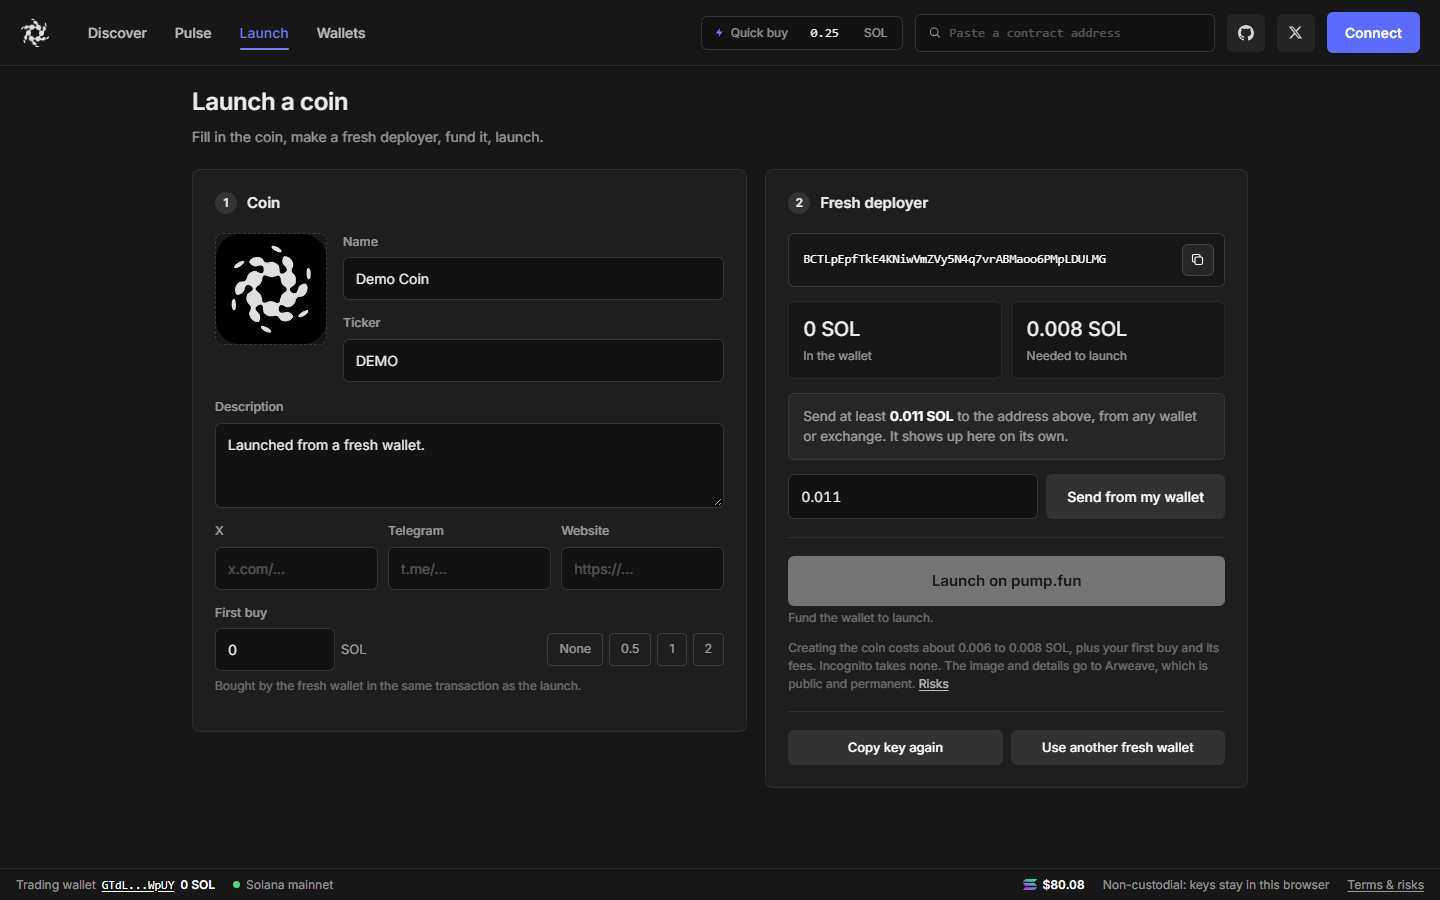 Discover
Pulse
Launch
Wallets
Quick buy 0.25 SOL
Paste a contract address
Connect
Launch a coin
Fill in the coin, make a fresh deployer, fund it, launch.
1 Coin
Name
Demo Coin
Ticker
DEMO
Description
Launched from a fresh wallet.
X
x.com/...
Telegram
t.me/...
Website
https://...
First buy
0 SOL
None
0.5
1
2
Bought by the fresh wallet in the same transaction as the launch.
2 Fresh deployer
BCTLpEpfTkE4KNiwVmZVy5N4q7vrABMaoo6PMpLDULMG
0 SOL
In the wallet
0.008 SOL
Needed to launch
Send at least 0.011 SOL to the address above, from any wallet
or exchange. It shows up here on its own.
0.011
Send from my wallet
Launch on pump.fun
Fund the wallet to launch.
Creating the coin costs about 0.006 to 0.008 SOL, plus your first buy and its
fees. Incognito takes none. The image and details go to Arweave, which is
public and permanent. Risks
Copy key again
Use another fresh wallet
Trading wallet GTdL...WpUY 0 SOL
Solana mainnet
$80.08
Non-custodial: keys stay in this browser
Terms & risks